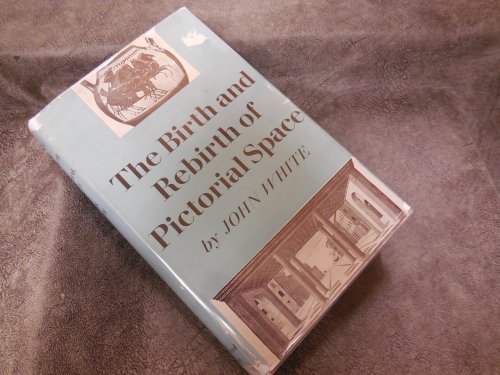 The Birth and
Rebirth of
Pictorial Space
by JOHN WHITE